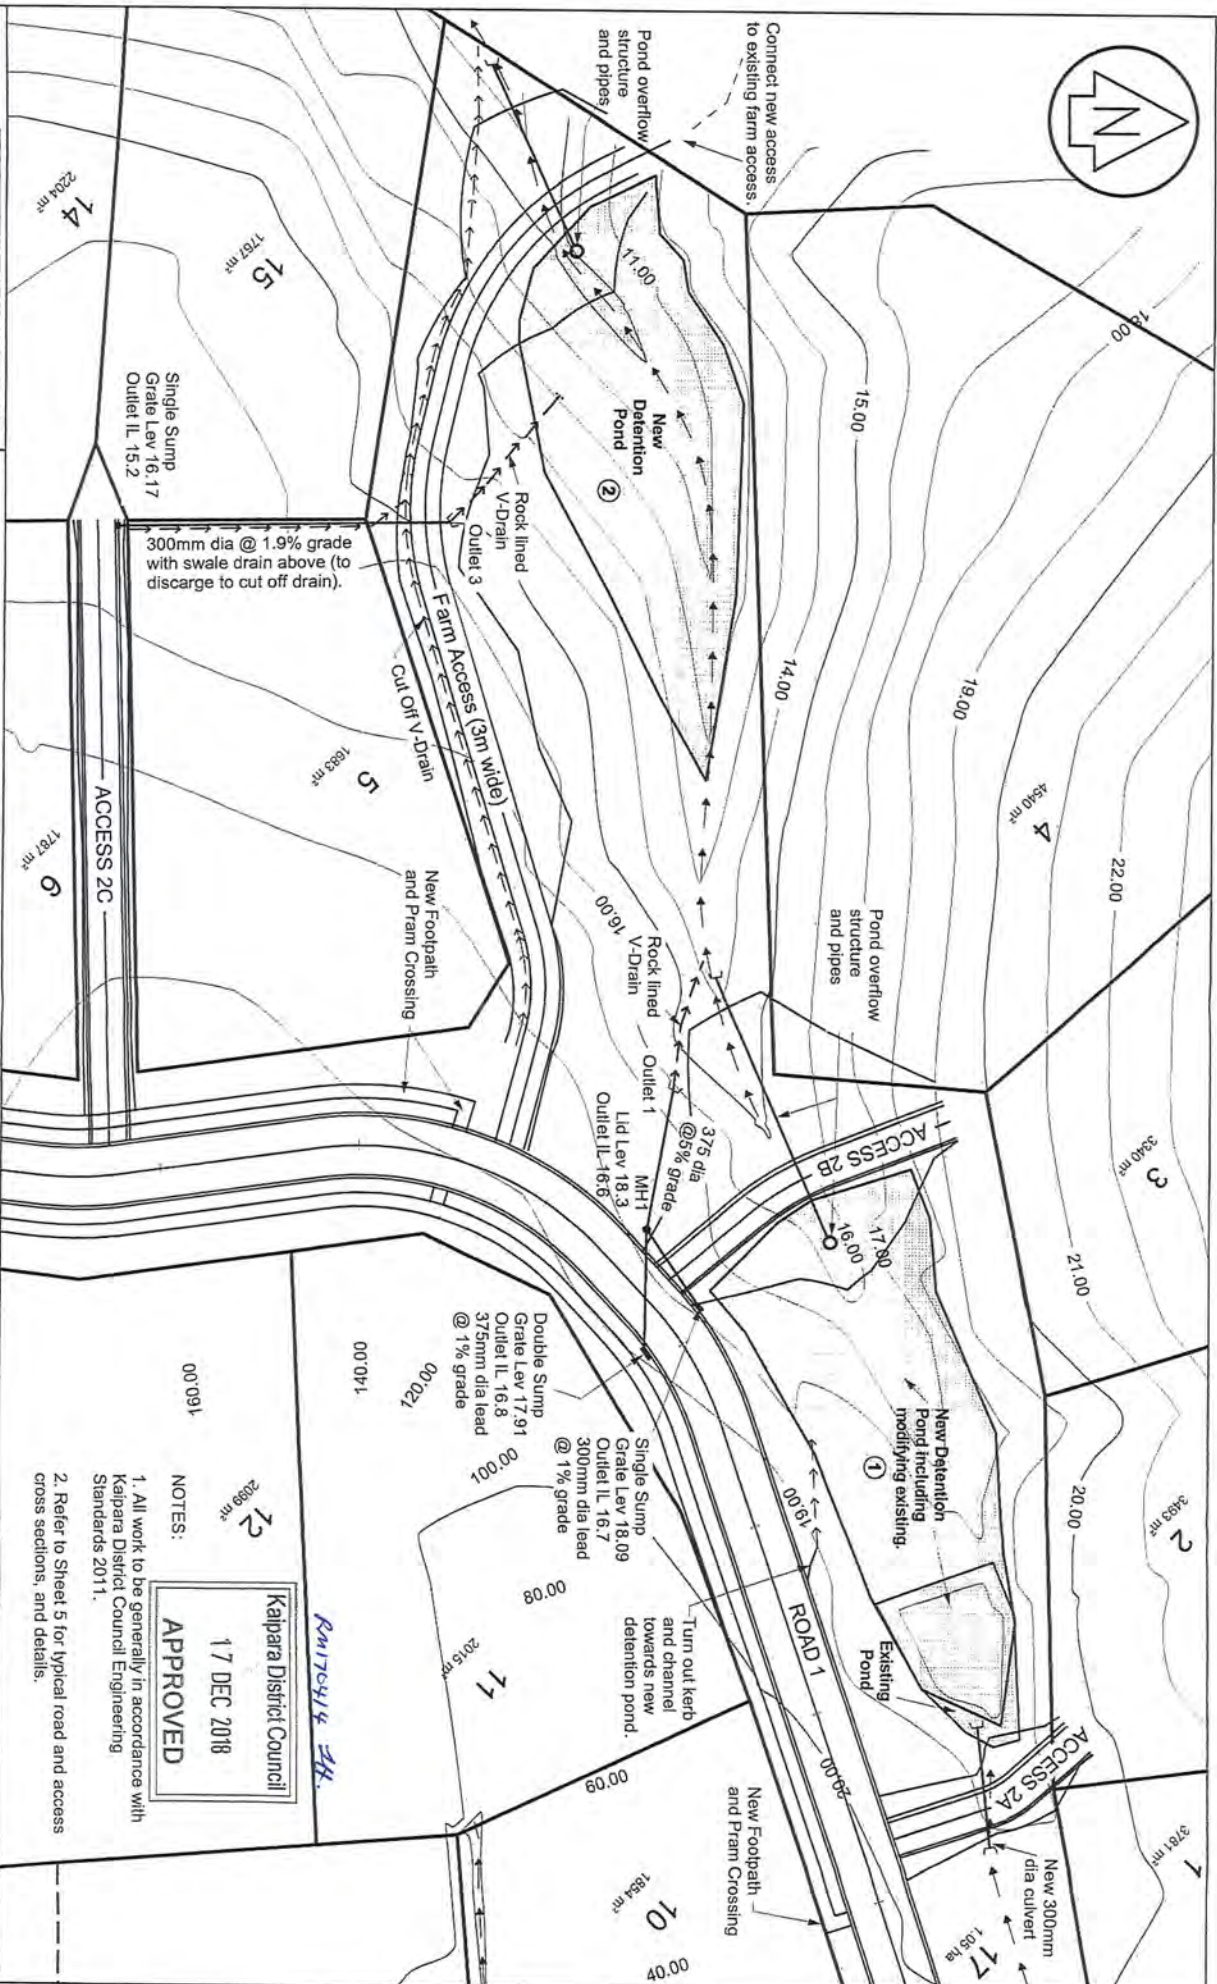 N
Connect new access
to existing farm access.
Pond overflow
structure
and pipes
18.00
15.00
19.00
14.00
22.00
4
4540 m²
3
3340 m²
2
3493 m²
1
3781 m²
21.00
20.00
11.00
New
Detention
Pond
2
Rock lined
V-Drain
Outlet 3
Farm Access (3m wide)
Cut Off V-Drain
14
2204 m²
15
1767 m²
Single Sump
Grate Lev 16.17
Outlet IL 15.2
300mm dia @ 1.9% grade
with swale drain above (to
discarge to cut off drain).
5
1683 m²
ACCESS 2C
6
1787 m²
New Footpath
and Pram Crossing
16.00
Rock lined
V-Drain
Outlet 1
Pond overflow
structure
and pipes
375 dia
@5% grade
MH1
Lid Lev 18.3
Outlet IL 16.6
ACCESS 2B
17.00
16.00
New Detention
Pond including
modifying existing.
1
19.00
Existing
Pond
ROAD 1
20.00
ACCESS 2A
New 300mm
dia culvert
17
1.05 ha
Double Sump
Grate Lev 17.91
Outlet IL 16.8
375mm dia lead
@ 1% grade
Single Sump
Grate Lev 18.09
Outlet IL 16.7
300mm dia lead
@ 1% grade
Turn out kerb
and channel
towards new
detention pond.
New Footpath
and Pram Crossing
160.00
140.00
120.00
100.00
80.00
60.00
40.00
12
2099 m²
11
2015 m²
10
1854 m²
RM170414
Kaipara District Council
17 DEC 2018
APPROVED
NOTES:
1. All work to be generally in accordance with
Kaipara District Council Engineering
Standards 2011.
2. Refer to Sheet 5 for typical road and access
cross sections, and details.